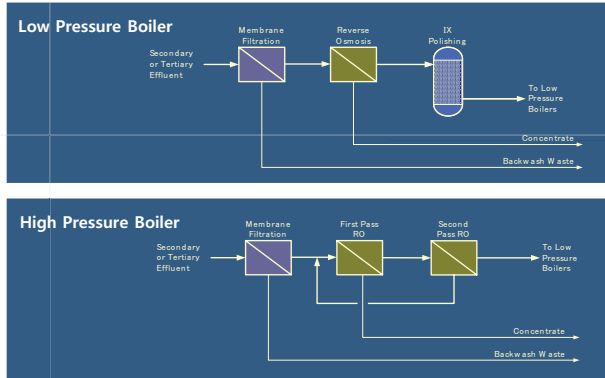 Low Pressure Boiler
Membrane
Filtration
Reverse
Osmosis
IX
Polishing
Secondary
or Tertiary
Effluent
To Low
Pressure
Boilers
Concentrate
Backwash Waste
High Pressure Boiler
Membrane
Filtration
First Pass
RO
Second
Pass RO
Secondary
or Tertiary
Effluent
To Low
Pressure
Boilers
Concentrate
Backwash Waste